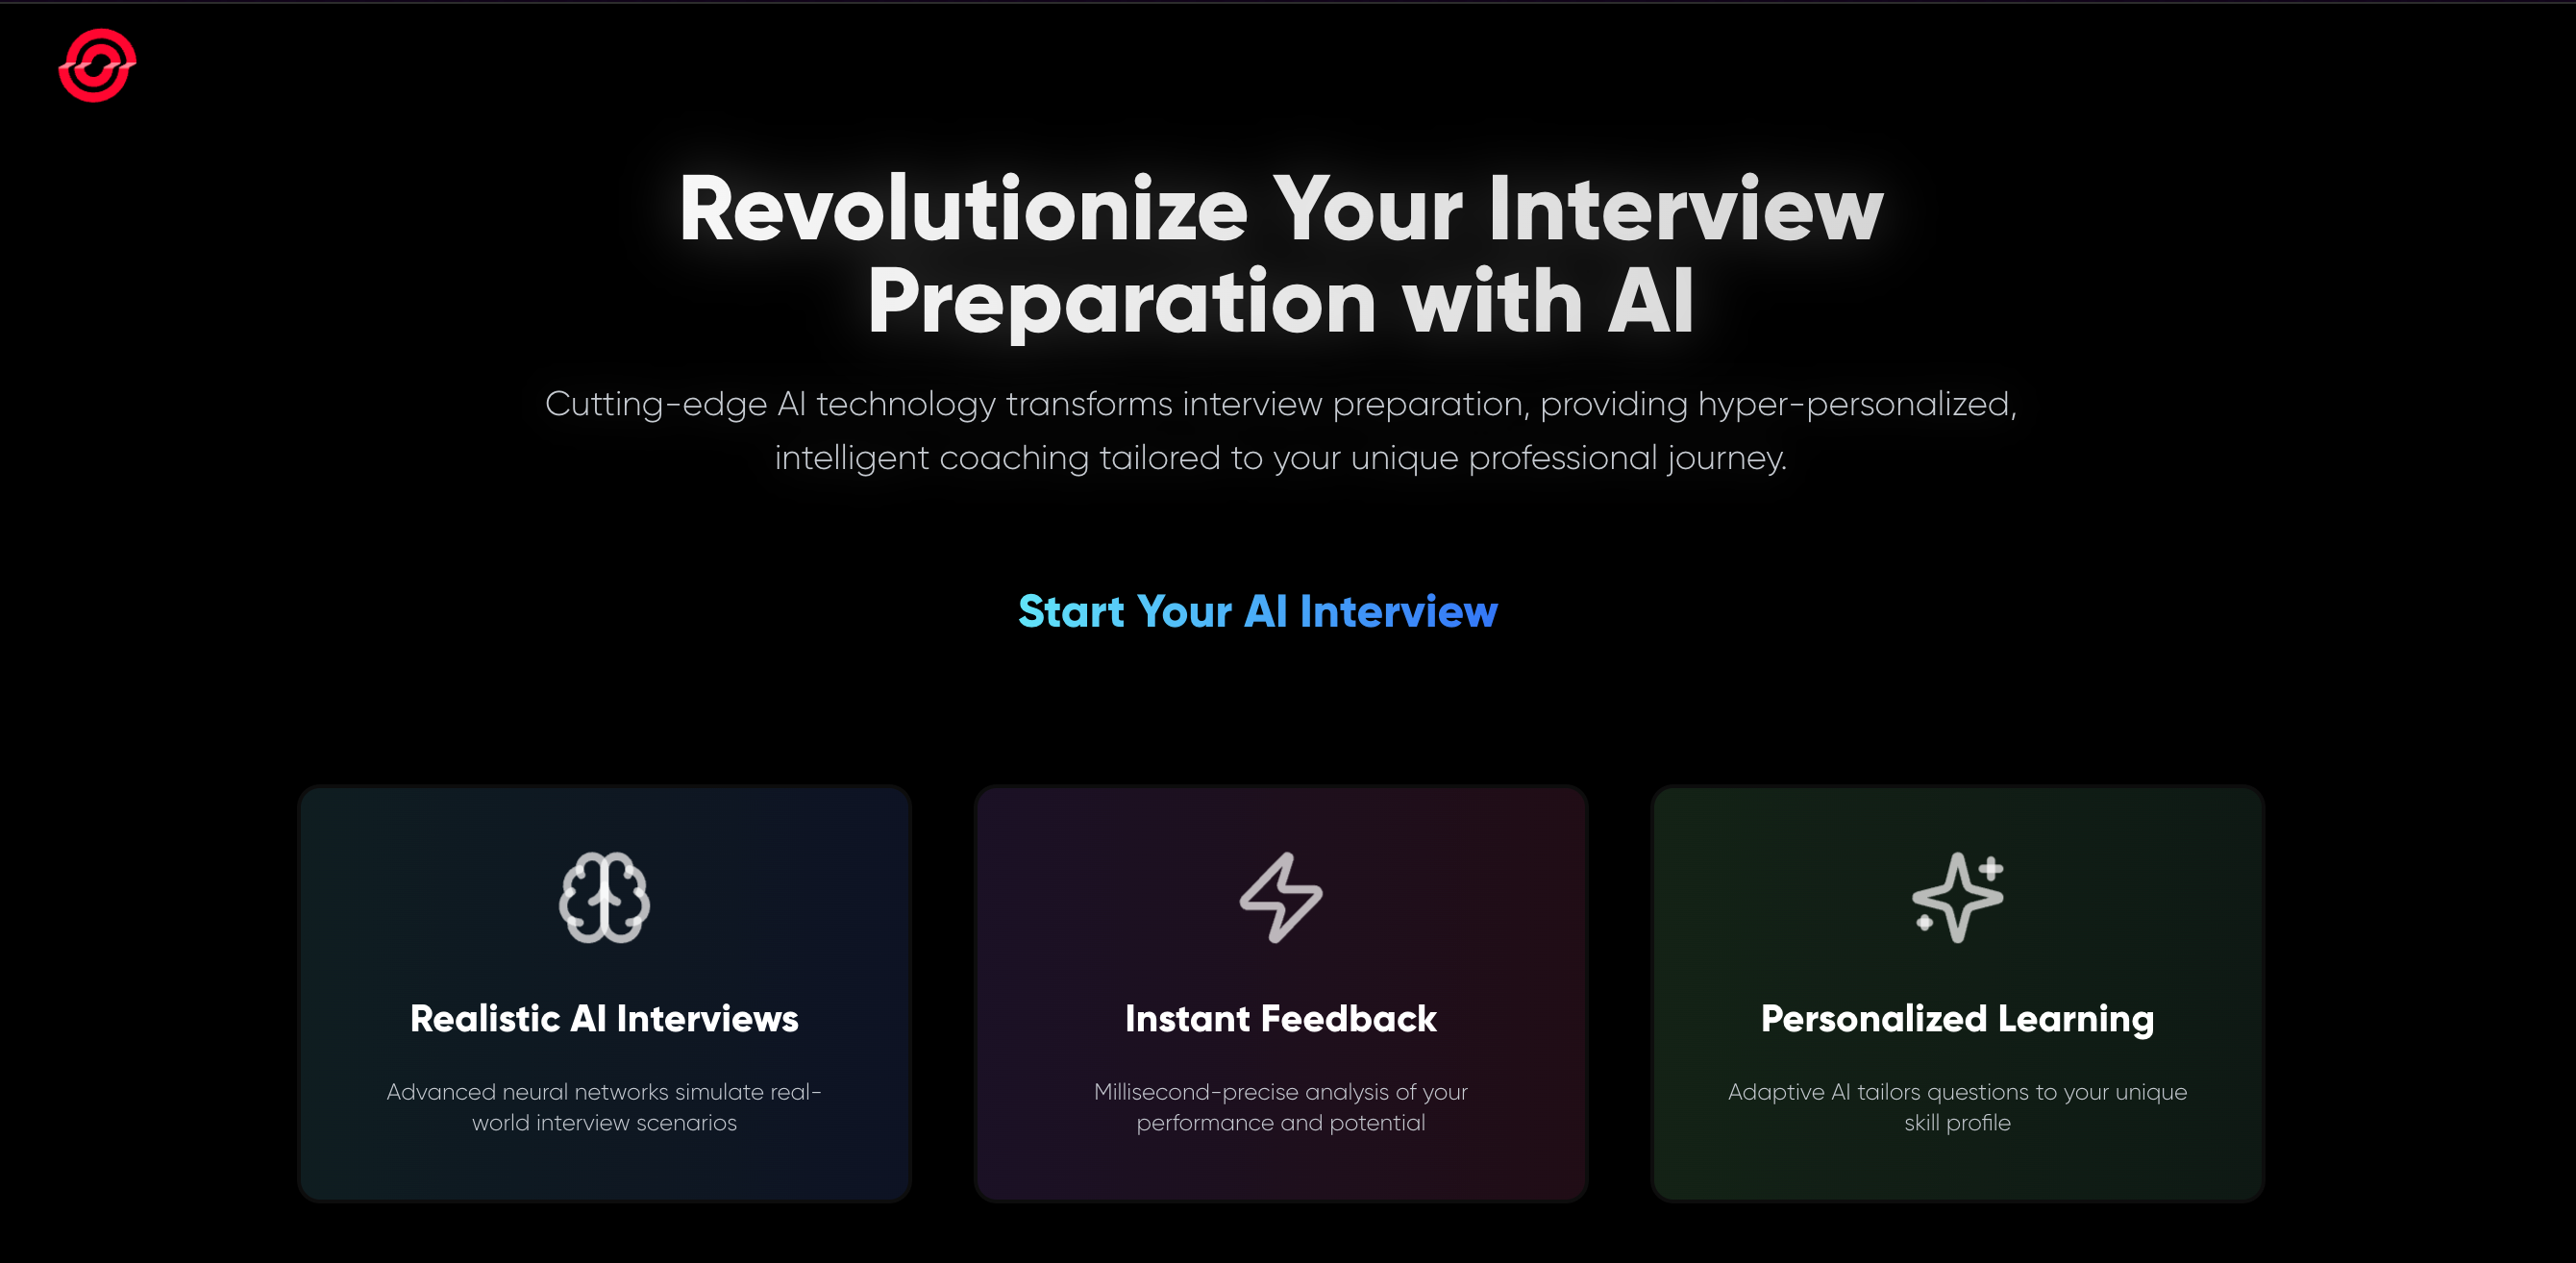 Revolutionize Your Interview
Preparation with AI
Cutting-edge AI technology transforms interview preparation, providing hyper-personalized,
intelligent coaching tailored to your unique professional journey.
Start Your AI Interview
Realistic AI Interviews
Advanced neural networks simulate real-
world interview scenarios
Instant Feedback
Millisecond-precise analysis of your
performance and potential
Personalized Learning
Adaptive AI tailors questions to your unique
skill profile